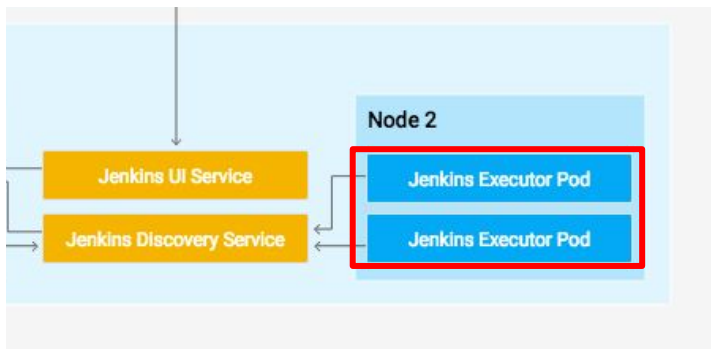 Node 2
Jenkins UI Service
Jenkins Executor Pod
Jenkins Discovery Service
Jenkins Executor Pod